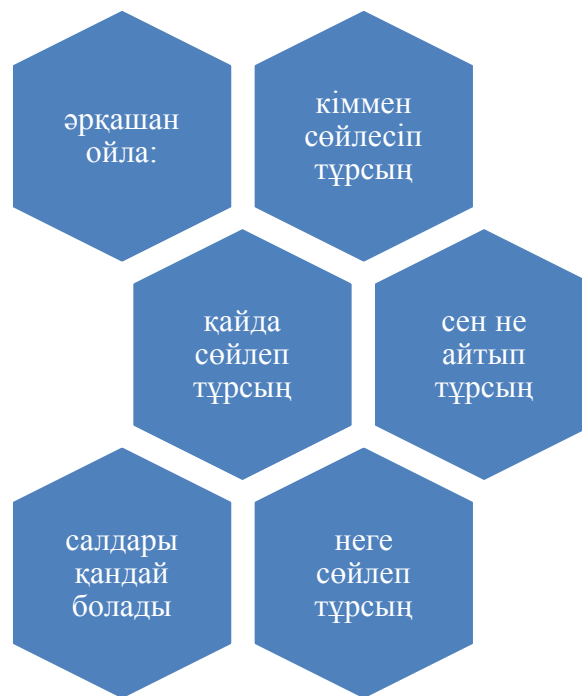 әрқашан
ойла:
кіммен
сөйлесіп
тұрсың
қайда
сөйлеп
тұрсың
сен не
айтып
тұрсың
салдары
қандай
болады
неге
сөйлеп
тұрсың